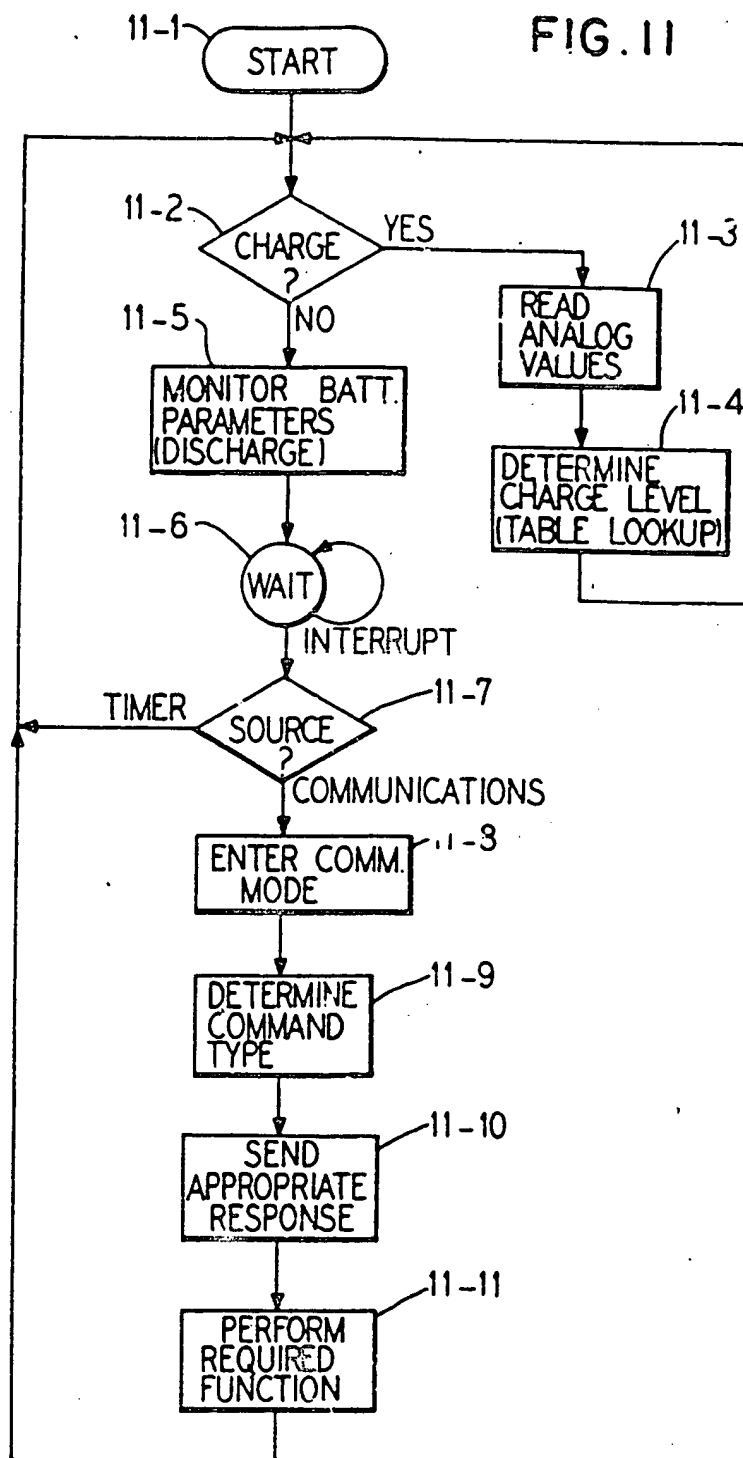 FIG. 11
11-1
START
11-2
CHARGE
?
YES
NO
11-3
READ
ANALOG
VALUES
11-4
DETERMINE
CHARGE LEVEL
(TABLE LOOKUP)
11-5
MONITOR BATT.
PARAMETERS
(DISCHARGE)
11-6
WAIT
INTERRUPT
TIMER
11-7
SOURCE
?
COMMUNICATIONS
11-8
ENTER COMM.
MODE
11-9
DETERMINE
COMMAND
TYPE
11-10
SEND
APPROPRIATE
RESPONSE
11-11
PERFORM
REQUIRED
FUNCTION